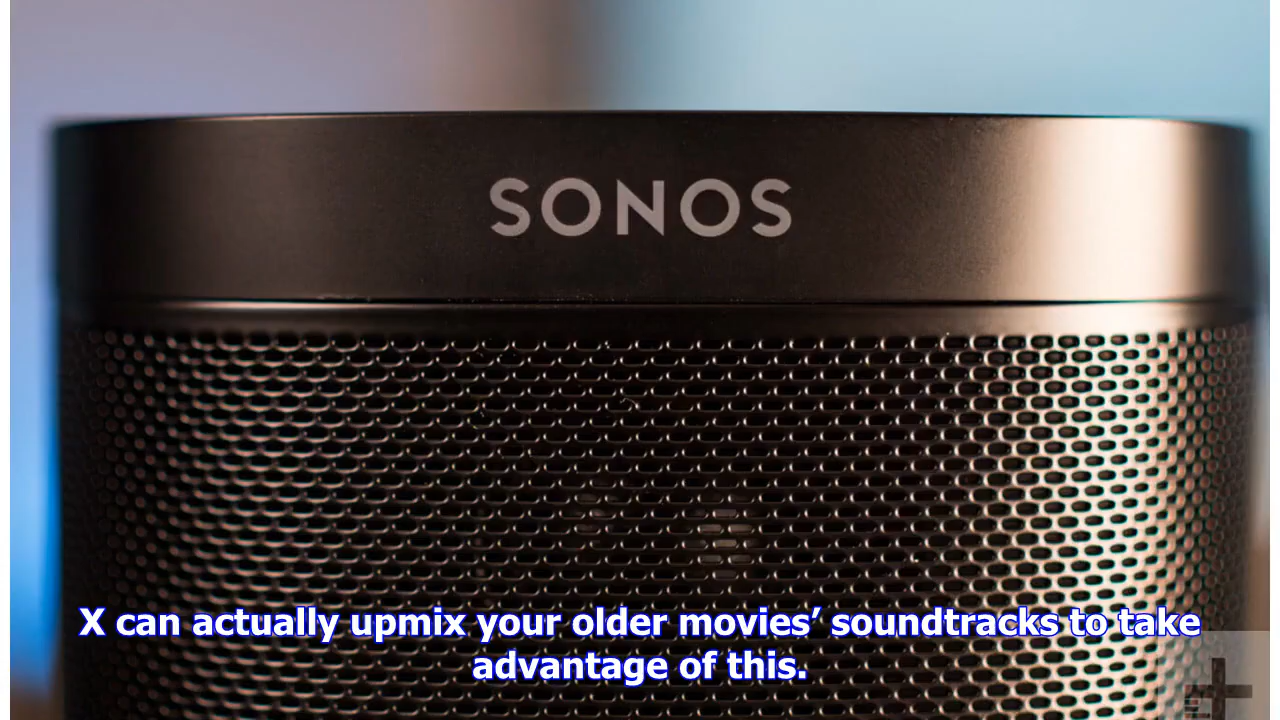 SONOS
X can actually upmix your older movies’ soundtracks to take
advantage of this.